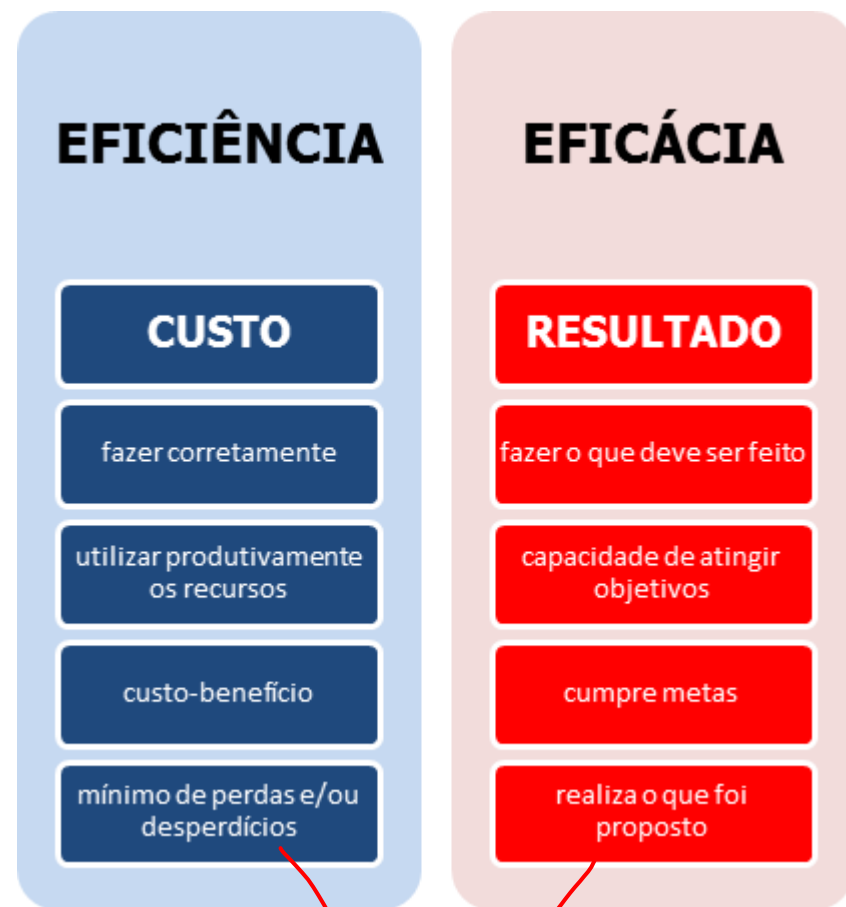 EFICIÊNCIA
CUSTO
fazer corretamente
utilizar produtivamente
os recursos
custo-benefício
mínimo de perdas e/ou
desperdícios
EFICÁCIA
RESULTADO
fazer o que deve ser feito
capacidade de atingir
objetivos
cumpre metas
realiza o que foi
proposto